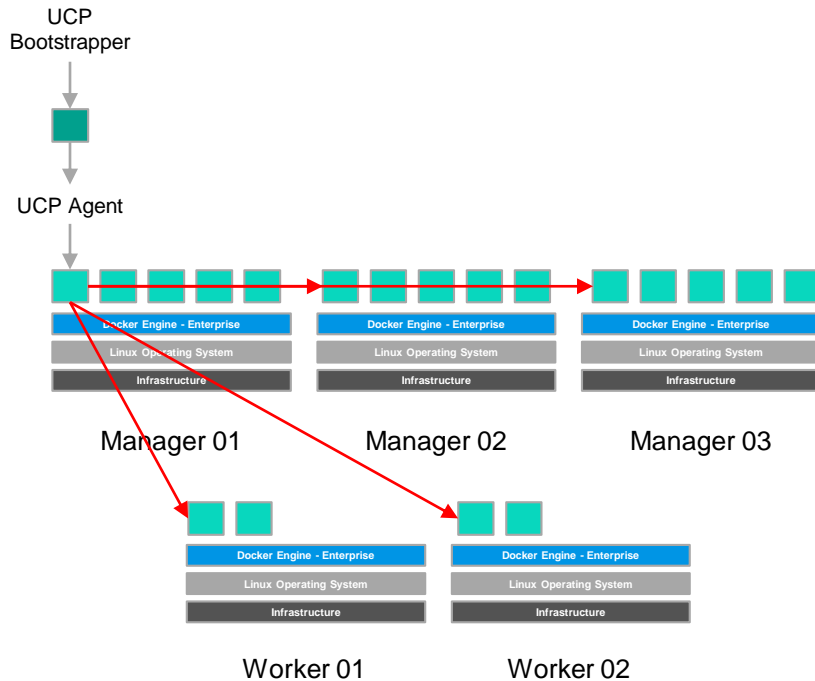 UCP
Bootstrapper
UCP Agent
Docker Engine - Enterprise
Docker Engine - Enterprise
Docker Engine - Enterprise
Linux Operating System
Linux Operating System
Linux Operating System
Infrastructure
Infrastructure
Infrastructure
Manager 01
Manager 02
Manager 03
Docker Engine - Enterprise
Docker Engine - Enterprise
Linux Operating System
Linux Operating System
Infrastructure
Infrastructure
Worker 01
Worker 02